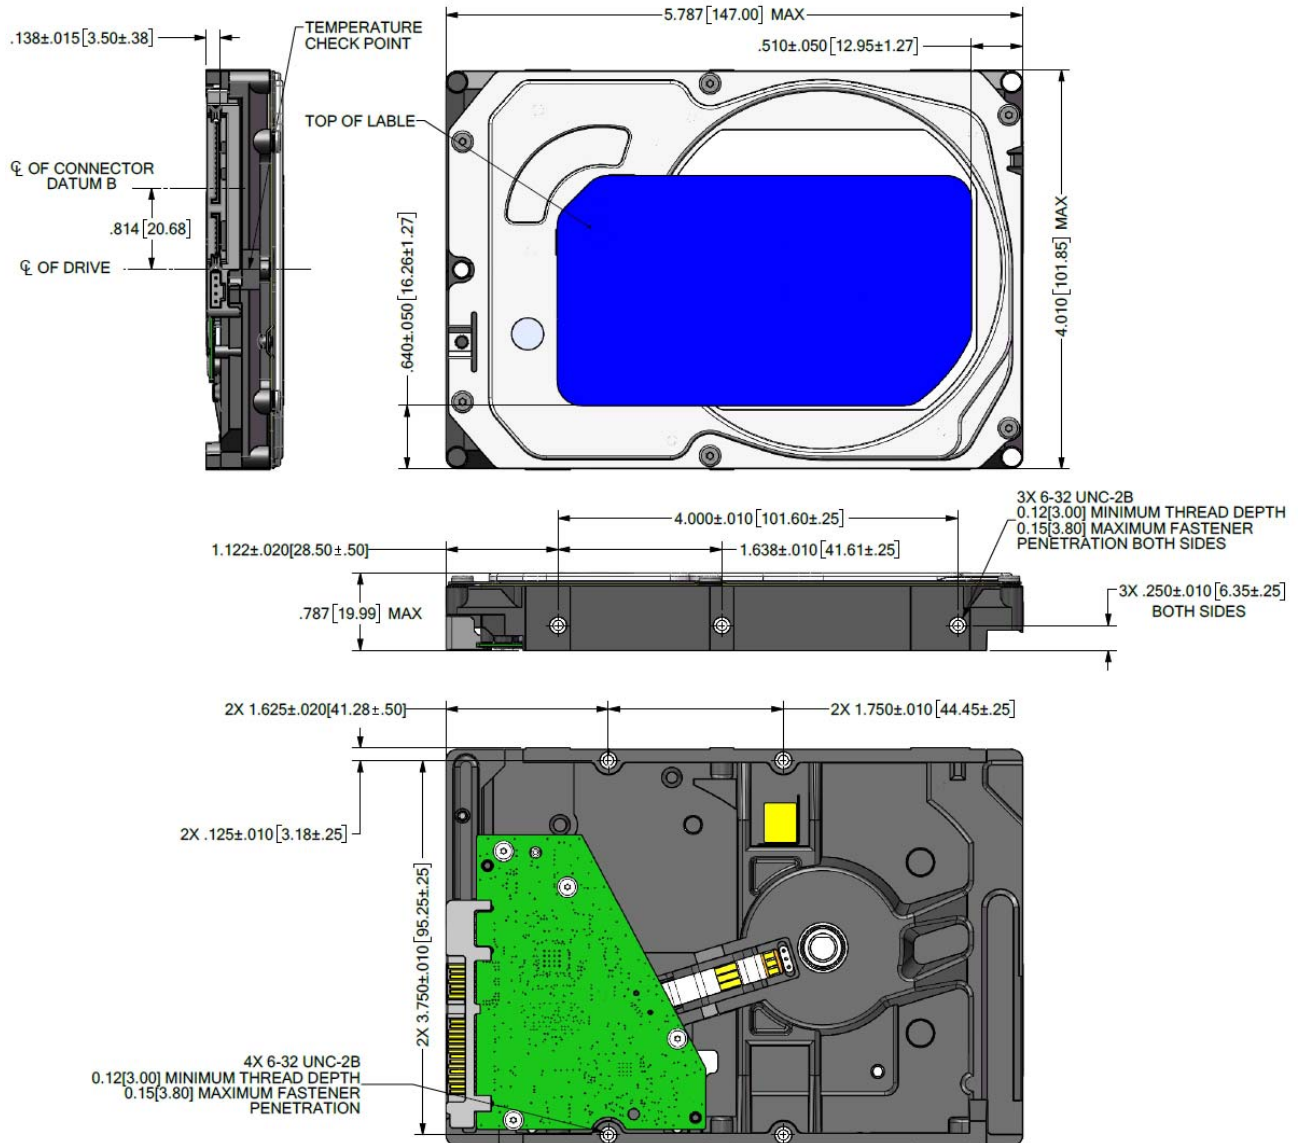 5.787[147.00] MAX
.138±.015[3.50±.38]
TEMPERATURE
CHECK POINT
.510±.050[12.95±1.27]
TOP OF LABLE
℄ OF CONNECTOR
DATUM B
.814[20.68]
℄ OF DRIVE
.640±.050[16.26±1.27]
4.010[101.85] MAX
3X 6-32 UNC-2B
0.12[3.00] MINIMUM THREAD DEPTH
0.15[3.80] MAXIMUM FASTENER
PENETRATION BOTH SIDES
4.000±.010[101.60±.25]
1.122±.020[28.50±.50]
1.638±.010[41.61±.25]
.787[19.99] MAX
3X .250±.010[6.35±.25]
BOTH SIDES
2X 1.625±.020[41.28±.50]
2X 1.750±.010[44.45±.25]
2X .125±.010[3.18±.25]
2X 3.750±.010[95.25±.25]
4X 6-32 UNC-2B
0.12[3.00] MINIMUM THREAD DEPTH
0.15[3.80] MAXIMUM FASTENER
PENETRATION